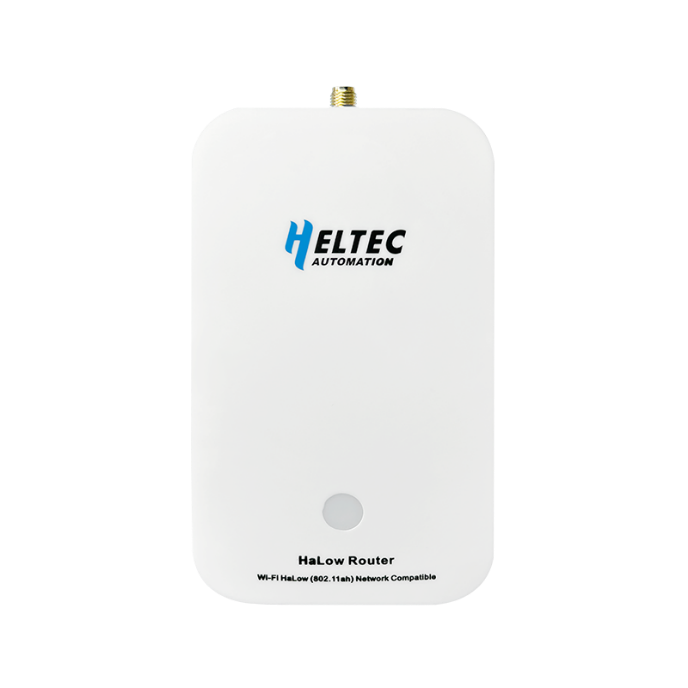 HELTEC
AUTOMATION
HaLow Router
Wi-Fi HaLow (802.11ah) Network Compatible